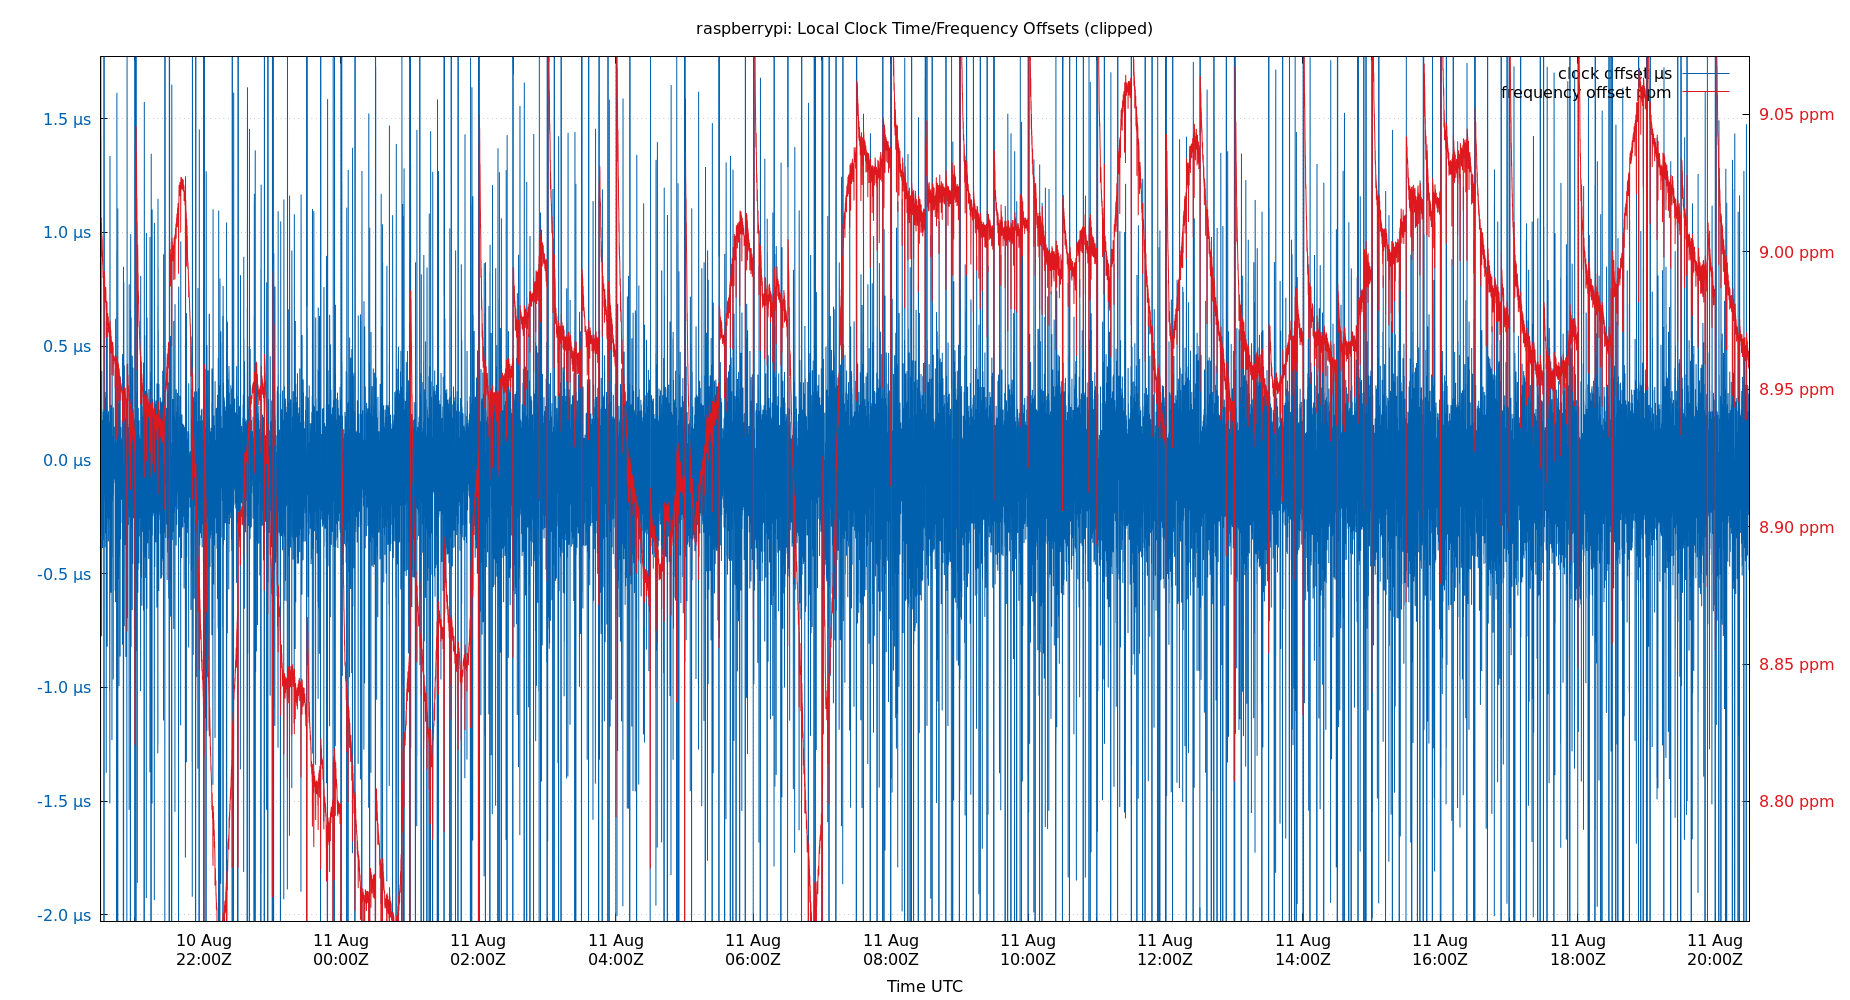 raspberrypi: Local Clock Time/Frequency Offsets (clipped)
clock offset µs
frequency offset ppm
1.5 µs
1.0 µs
0.5 µs
0.0 µs
-0.5 µs
-1.0 µs
-1.5 µs
-2.0 µs
9.05 ppm
9.00 ppm
8.95 ppm
8.90 ppm
8.85 ppm
8.80 ppm
10 Aug 11 Aug 11 Aug 11 Aug 11 Aug 11 Aug 11 Aug 11 Aug 11 Aug 11 Aug 11 Aug 11 Aug
22:00Z 00:00Z 02:00Z 04:00Z 06:00Z 08:00Z 10:00Z 12:00Z 14:00Z 16:00Z 18:00Z 20:00Z
Time UTC